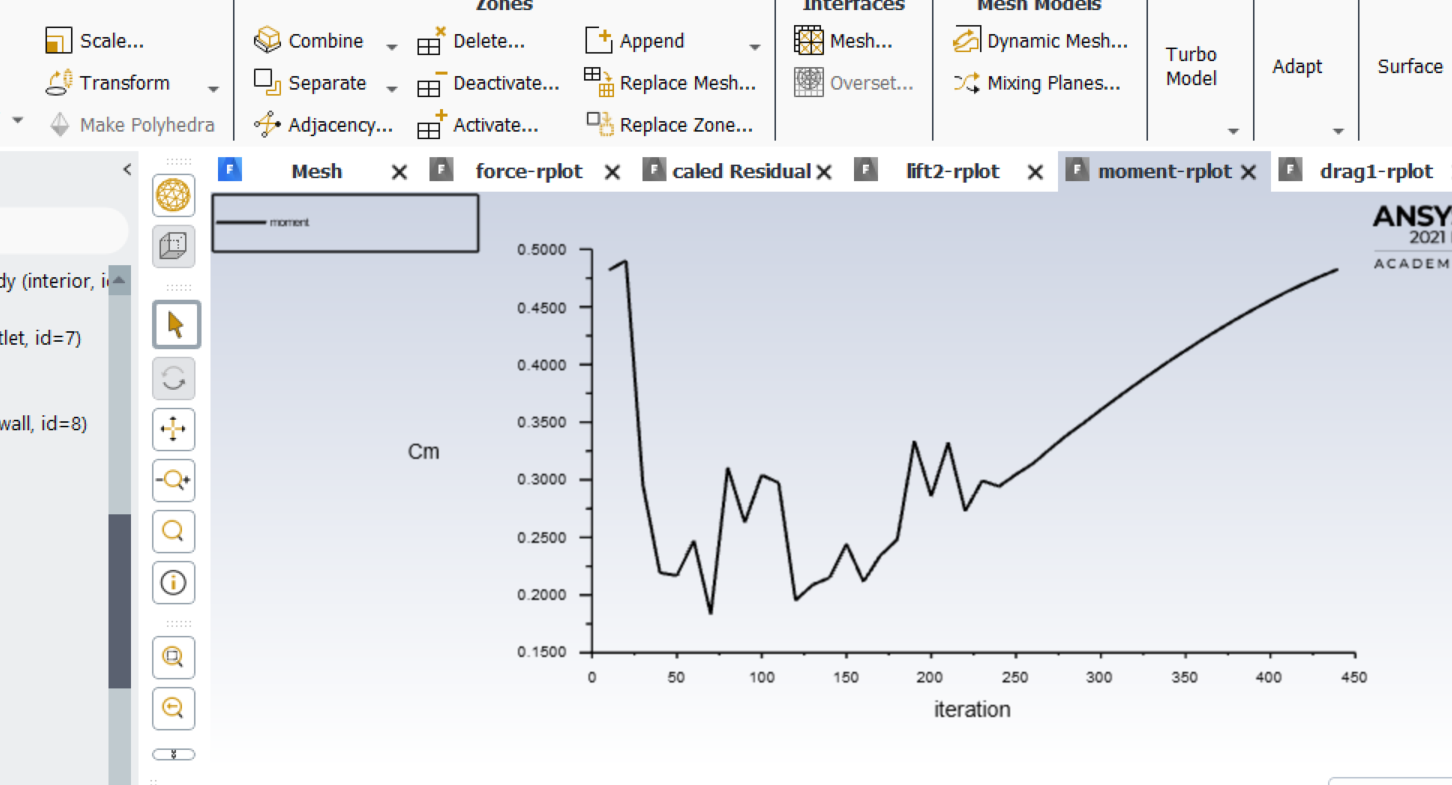 Zones
Interfaces
Mesh Models
Scale...
Combine
Delete...
Append
Mesh...
Dynamic Mesh...
Turbo
Model
Adapt
Surface
Transform
Separate
Deactivate...
Replace Mesh...
Overset...
Mixing Planes...
Make Polyhedra
Adjacency...
Activate...
Replace Zone...
Mesh
force-rplot
caled Residual
lift2-rplot
moment-rplot
drag1-rplot
moment
ANSY
2021
ACADEM
dy (interior, i
tlet, id=7)
wall, id=8)
0.5000
0.4500
0.4000
0.3500
0.3000
0.2500
0.2000
0.1500
Cm
0
50
100
150
200
250
300
350
400
450
iteration